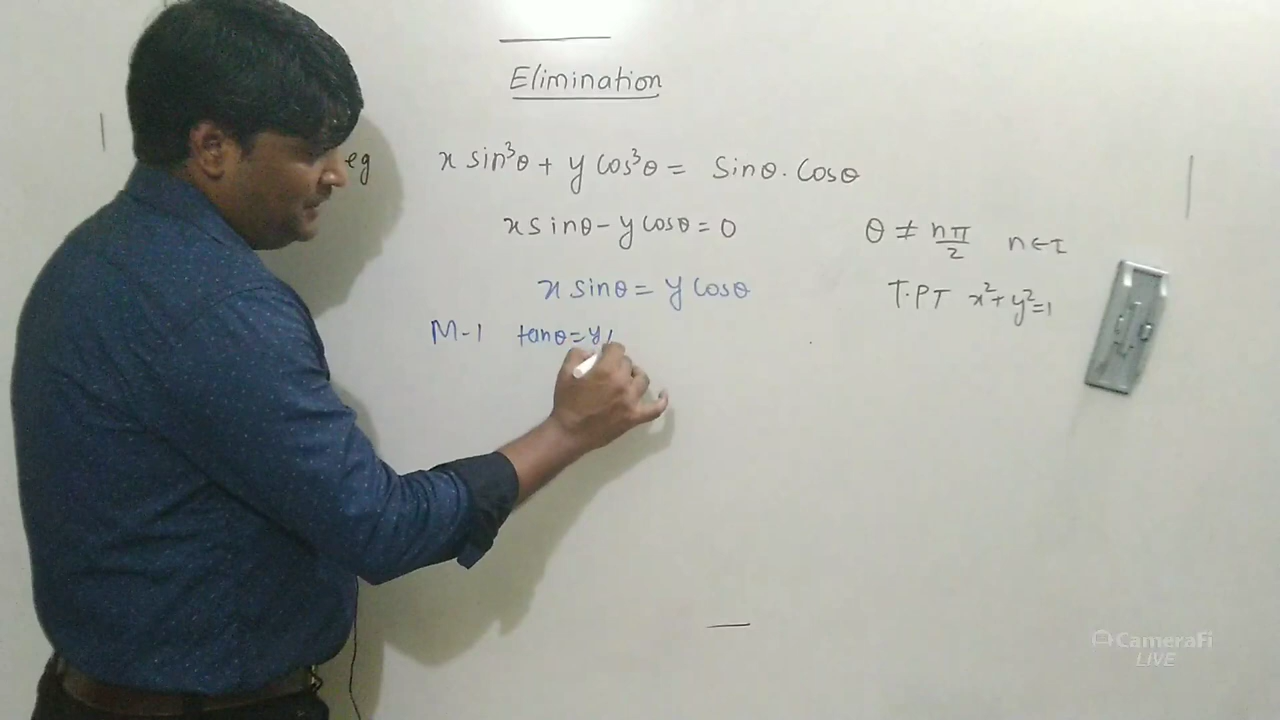 Elimination
eg x sin³θ + y cos³θ = sinθ. cosθ
x sinθ - y cosθ = 0
θ ≠ nπ/2 n∈I
x sinθ = y cosθ
T.P.T x² + y² = 1
M-1 tanθ = y/
CameraFi
LIVE